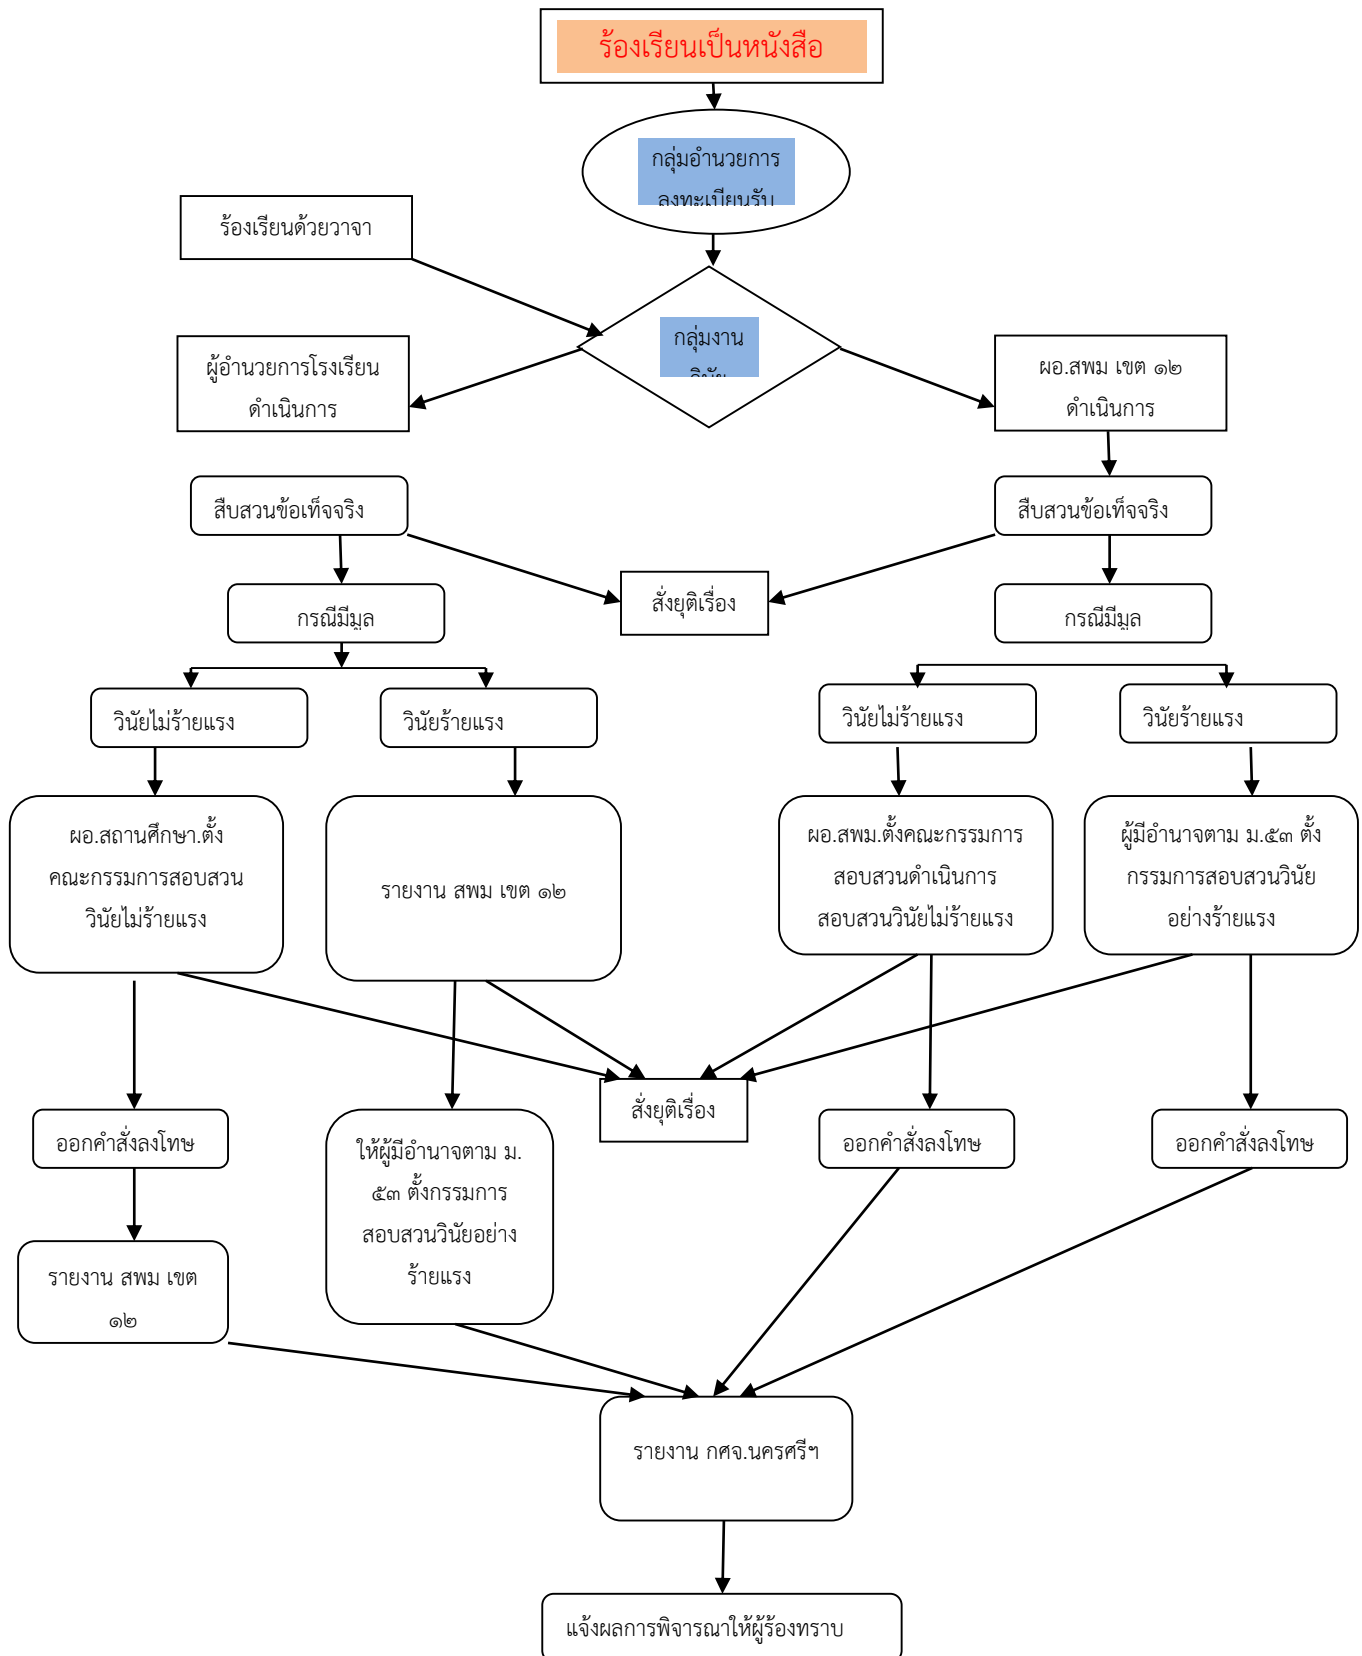 ร้องเรียนเป็นหนังสือ
กลุ่มอำนวยการ
ลงทะเบียนรับ
ร้องเรียนด้วยวาจา
กลุ่มงาน
วินัย
ผู้อำนวยการโรงเรียน
ดำเนินการ
ผอ.สพม เขต ๑๒
ดำเนินการ
สืบสวนข้อเท็จจริง
สืบสวนข้อเท็จจริง
สั่งยุติเรื่อง
กรณีมีมูล
กรณีมีมูล
วินัยไม่ร้ายแรง
วินัยร้ายแรง
วินัยไม่ร้ายแรง
วินัยร้ายแรง
ผอ.สถานศึกษา.ตั้ง
คณะกรรมการสอบสวน
วินัยไม่ร้ายแรง
รายงาน สพม เขต ๑๒
ผอ.สพม.ตั้งคณะกรรมการ
สอบสวนดำเนินการ
สอบสวนวินัยไม่ร้ายแรง
ผู้มีอำนาจตาม ม.๕๓ ตั้ง
กรรมการสอบสวนวินัย
อย่างร้ายแรง
สั่งยุติเรื่อง
ออกคำสั่งลงโทษ
ให้ผู้มีอำนาจตาม ม.
๕๓ ตั้งกรรมการ
สอบสวนวินัยอย่าง
ร้ายแรง
ออกคำสั่งลงโทษ
ออกคำสั่งลงโทษ
รายงาน สพม เขต
๑๒
รายงาน กศจ.นครศรีฯ
แจ้งผลการพิจารณาให้ผู้ร้องทราบ